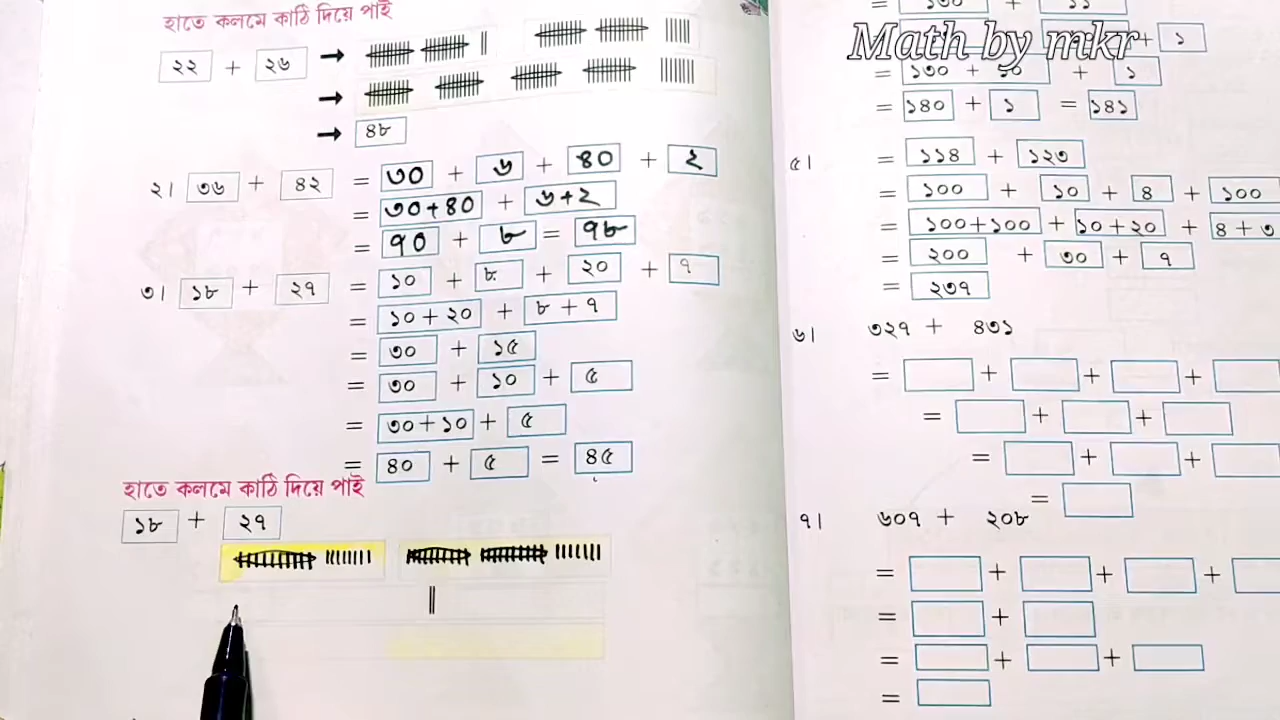 হাতে কলমে কাঠি দিয়ে পাই
২২ + ২৬ →
→
→ ৪৮
২। ৩৬ + ৪২ = ৩০ + ৬ + ৪০ + ২
= ৩০+৪০ + ৬+২
= ৭০ + ৮ = ৭৮
৩। ১৮ + ২৭ = ১০ + ৮ + ২০ + ৭
= ১০ + ২০ + ৮ + ৭
= ৩০ + ১৫
= ৩০ + ১০ + ৫
= ৩০+১০ + ৫
= ৪০ + ৫ = ৪৫
হাতে কলমে কাঠি দিয়ে পাই
১৮ + ২৭
Math by mkr
+ ১
= ১৩০ + ১০ + ১
= ১৪০ + ১ = ১৪১
৫। = ১১৪ + ১২৩
= ১০০ + ১০ + ৪ + ১০০
= ১০০+১০০ + ১০+২০ + ৪+৩
= ২০০ + ৩০ + ৭
= ২৩৭
৬। ৩২৭ + ৪৩১
= + + +
= + +
= + +
=
৭। ৬০৭ + ২০৮
= + + +
= +
= + +
=